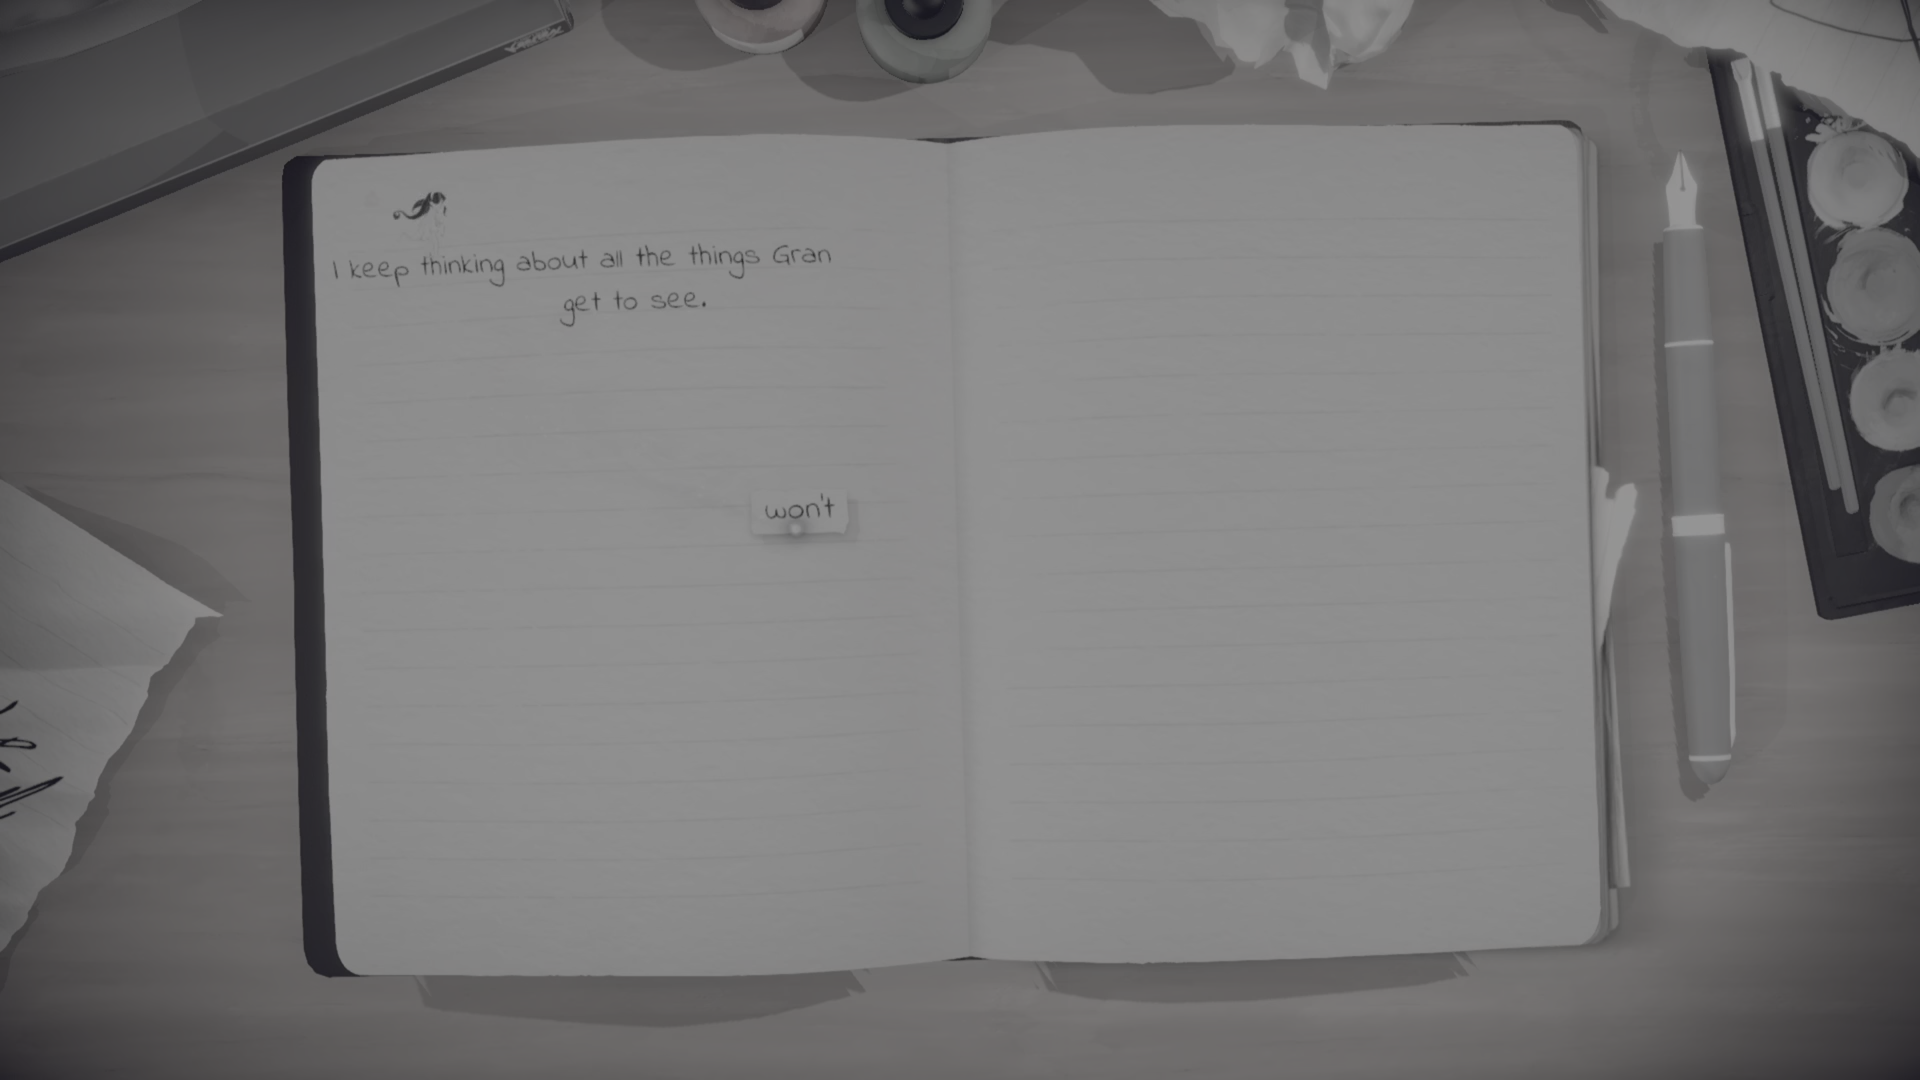 I keep thinking about all the things Gran
get to see.
won't